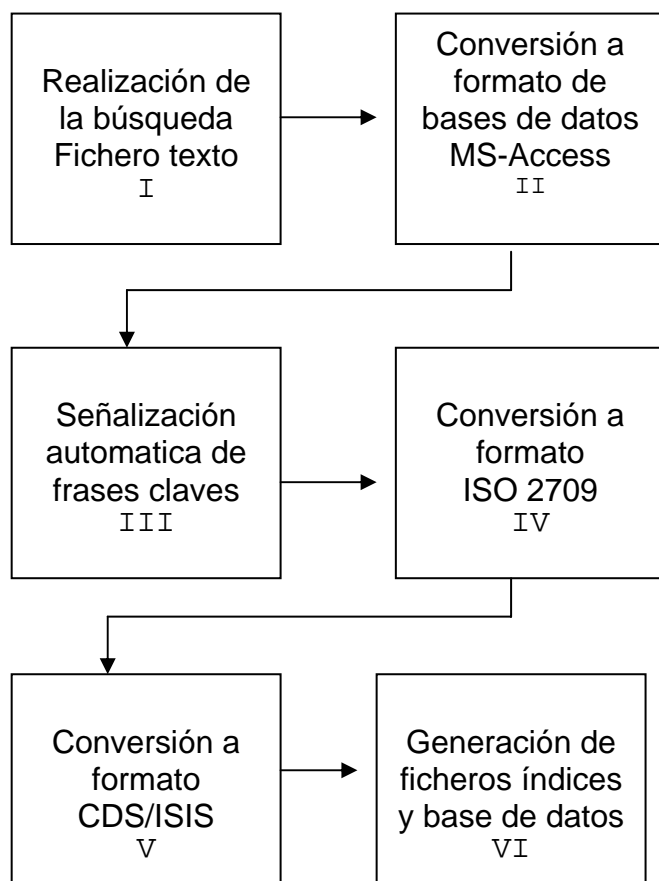 Realización de
la búsqueda
Fichero texto
I
Conversión a
formato de
bases de datos
MS-Access
II
Señalización
automatica de
frases claves
III
Conversión a
formato
ISO 2709
IV
Conversión a
formato
CDS/ISIS
V
Generación de
ficheros índices
y base de datos
VI